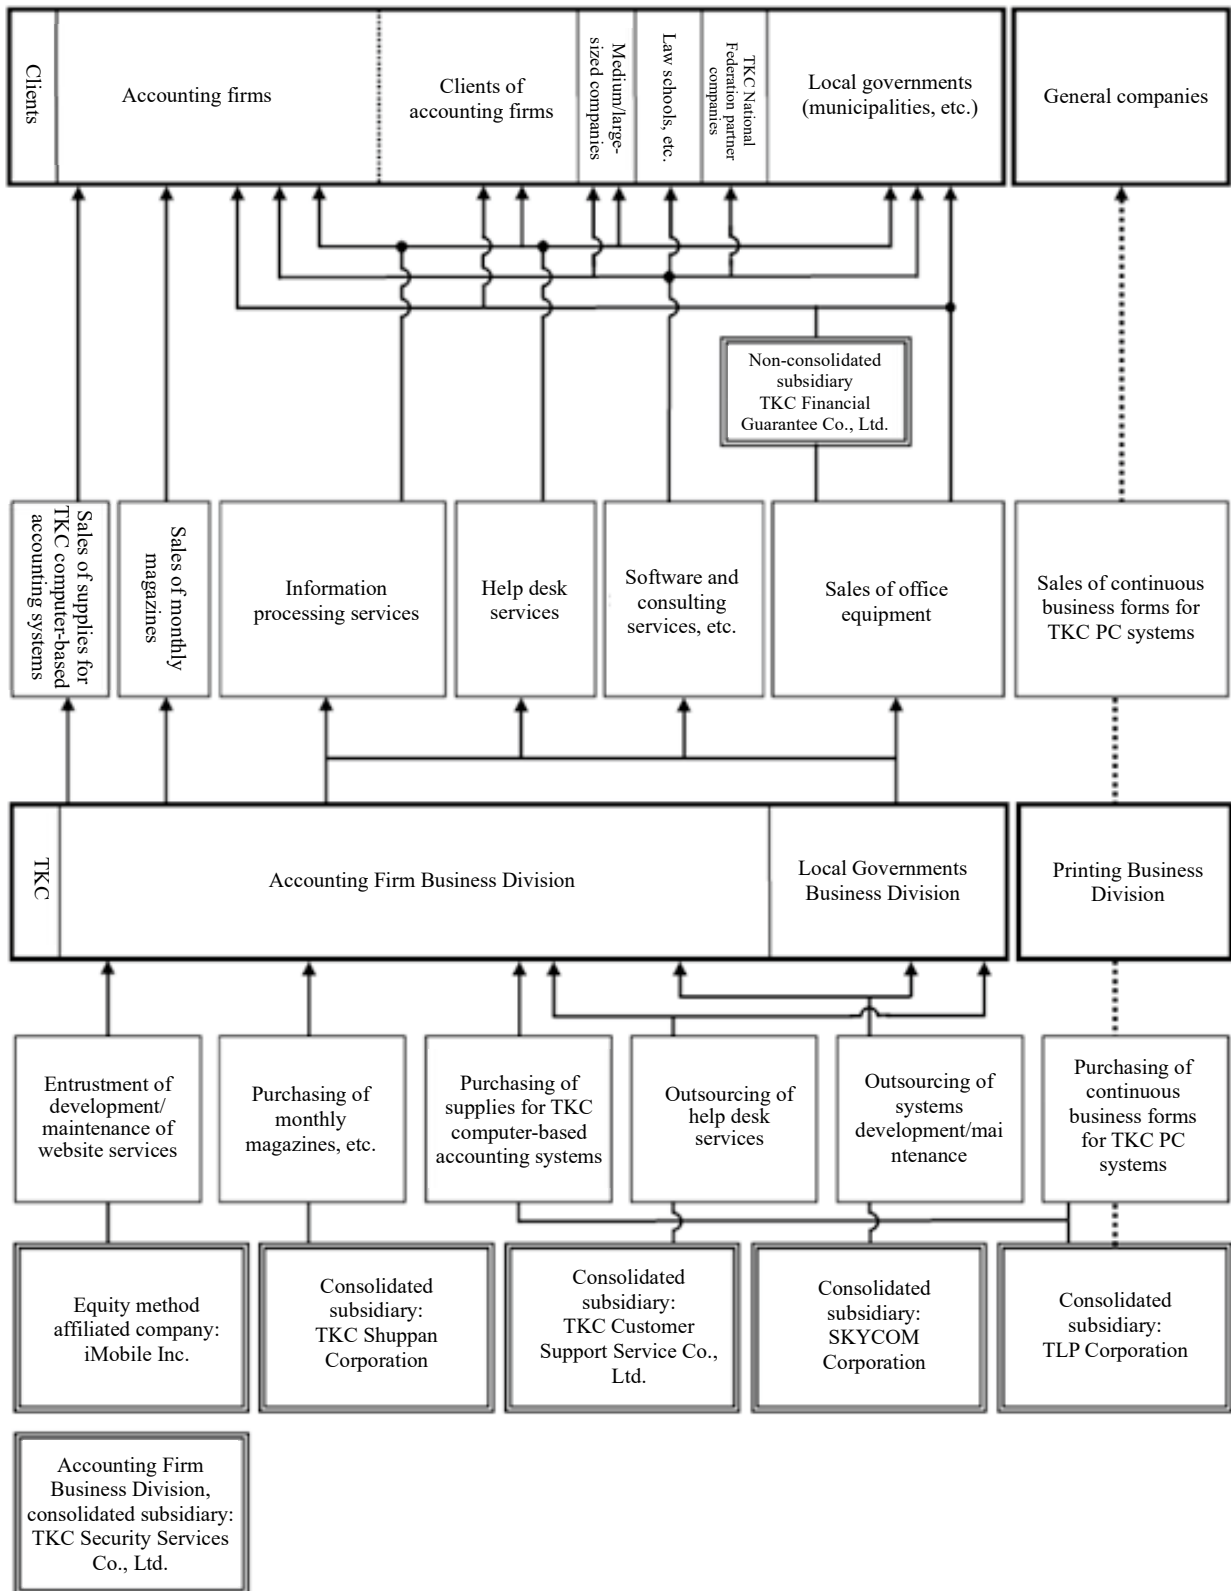 Clients
Accounting firms
Clients of
accounting firms
Medium/large-
sized companies
Law schools, etc.
TKC National
Federation partner
companies
Local governments
(municipalities, etc.)
General companies
Non-consolidated
subsidiary
TKC Financial
Guarantee Co., Ltd.
Sales of supplies for
TKC computer-based
accounting systems
Sales of monthly
magazines
Information
processing services
Help desk
services
Software and
consulting
services, etc.
Sales of office
equipment
Sales of continuous
business forms for
TKC PC systems
TKC
Accounting Firm Business Division
Local Governments
Business Division
Printing Business
Division
Entrustment of
development/
maintenance of
website services
Purchasing of
monthly
magazines, etc.
Purchasing of
supplies for TKC
computer-based
accounting systems
Outsourcing of
help desk
services
Outsourcing of
systems
development/mai
ntenance
Purchasing of
continuous
business forms
for TKC PC
systems
Equity method
affiliated company:
iMobile Inc.
Consolidated
subsidiary:
TKC Shuppan
Corporation
Consolidated
subsidiary:
TKC Customer
Support Service Co.,
Ltd.
Consolidated
subsidiary:
SKYCOM
Corporation
Consolidated
subsidiary:
TLP Corporation
Accounting Firm
Business Division,
consolidated subsidiary:
TKC Security Services
Co., Ltd.